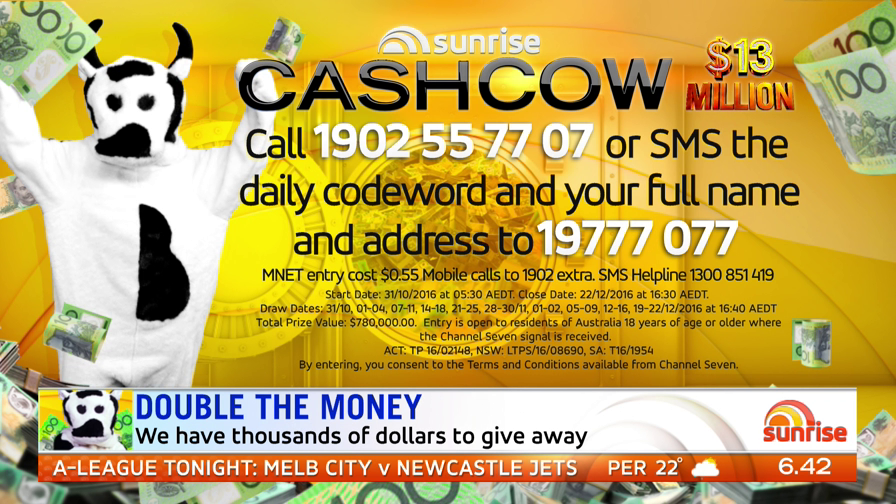 sunrise
CASHCOW
$13
MILLION
Call 1902 55 77 07 or SMS the
daily codeword and your full name
and address to 19777 077
MNET entry cost $0.55 Mobile calls to 1902 extra. SMS Helpline 1300 851 419
Start Date: 31/10/2016 at 05:30 AEDT. Close Date: 22/12/2016 at 16:30 AEDT.
Draw Dates: 31/10, 01-04, 07-11, 14-18, 21-25, 28-30/11, 01-02, 05-09, 12-16, 19-22/12/2016 at 16:40 AEDT
Total Prize Value: $780,000.00. Entry is open to residents of Australia 18 years of age or older where
the Channel Seven signal is received.
ACT: TP 16/02148, NSW: LTPS/16/08690, SA: T16/1954
By entering, you consent to the Terms and Conditions available from Channel Seven.
DOUBLE THE MONEY
We have thousands of dollars to give away
sunrise
A-LEAGUE TONIGHT: MELB CITY v NEWCASTLE JETS PER 22° 6.42
100
100